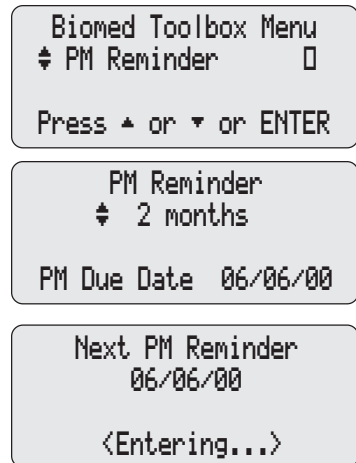 Biomed Toolbox Menu
♦ PM Reminder ▯
Press ▲ or ▼ or ENTER
PM Reminder
♦ 2 months
PM Due Date 06/06/00
Next PM Reminder
06/06/00
<Entering...>